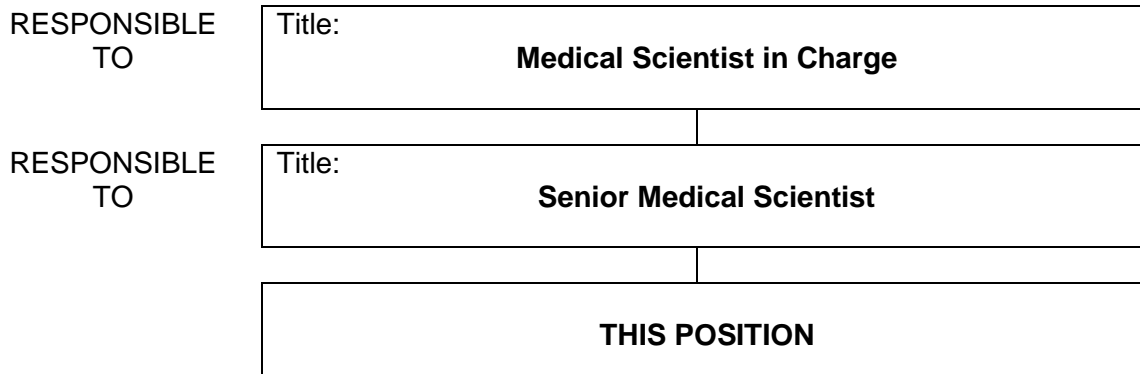 RESPONSIBLE TO
Title:
Medical Scientist in Charge
RESPONSIBLE TO
Title:
Senior Medical Scientist
THIS POSITION